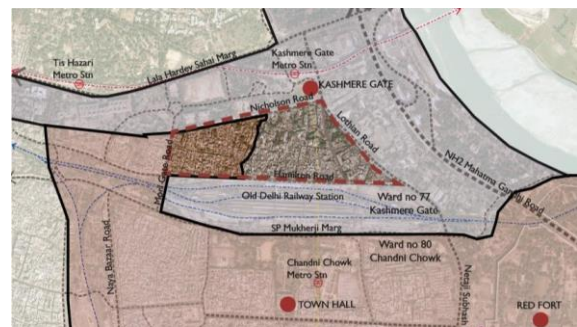 Kashmere Gate
Metro Stn
Tis Hazari
Metro Stn
Lala Hardev Sahai Marg
KASHMERE GATE
Nicholson Road
Lothian Road
NH2 Mahatma Gandhi Road
Mori Gate Road
Hamilton Road
Old Delhi Railway Station
Ward no 77
Kashmere Gate
SP Mukherji Marg
Ward no 80
Chandni Chowk
Naya Bazaar Road
Chandni Chowk
Metro Stn
Netaji Subhash
TOWN HALL
RED FORT